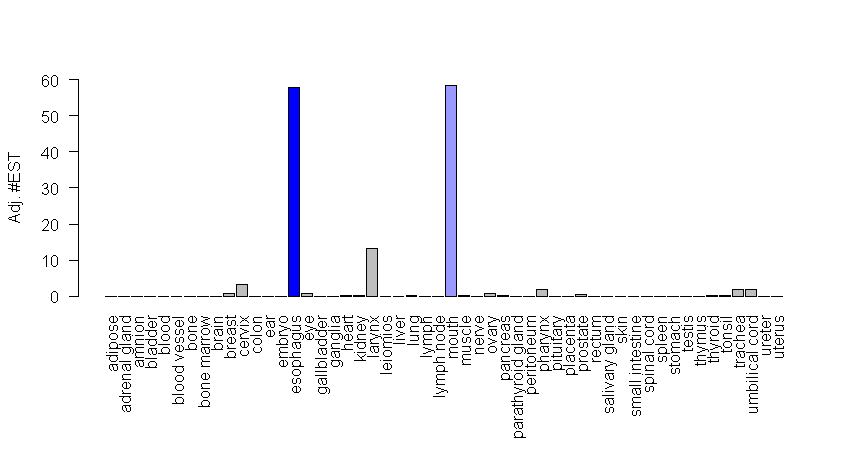 60
50
40
30
20
10
0
Adj. #EST
adipose
adrenal gland
amnion
bladder
blood
blood vessel
bone
bone marrow
brain
breast
cervix
colon
ear
embryo
esophagus
eye
gallbladder
ganglia
heart
kidney
larynx
leiomios
liver
lung
lymph
lymph node
mouth
muscle
nerve
ovary
pancreas
parathyroid gland
peritoneum
pharynx
pituitary
placenta
prostate
rectum
salivary gland
skin
small intestine
spinal cord
spleen
stomach
testis
thymus
thyroid
tonsil
trachea
umbilical cord
ureter
uterus